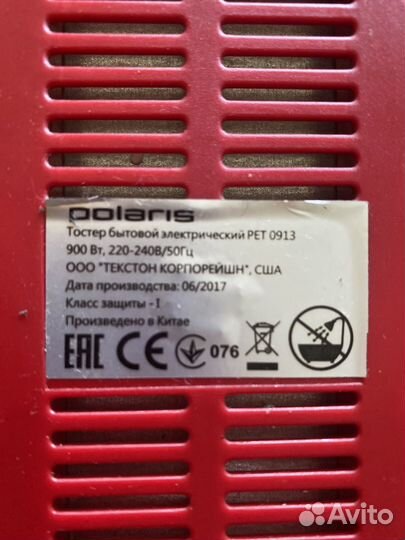 polaris
Тостер бытовой электрический PET 0913
900 Вт, 220-240В/50Гц
ООО "ТЕКСТОН КОРПОРЕЙШН", США
Дата производства: 06/2017
Класс защиты - I
Произведено в Китае
EAC CE 076
Avito